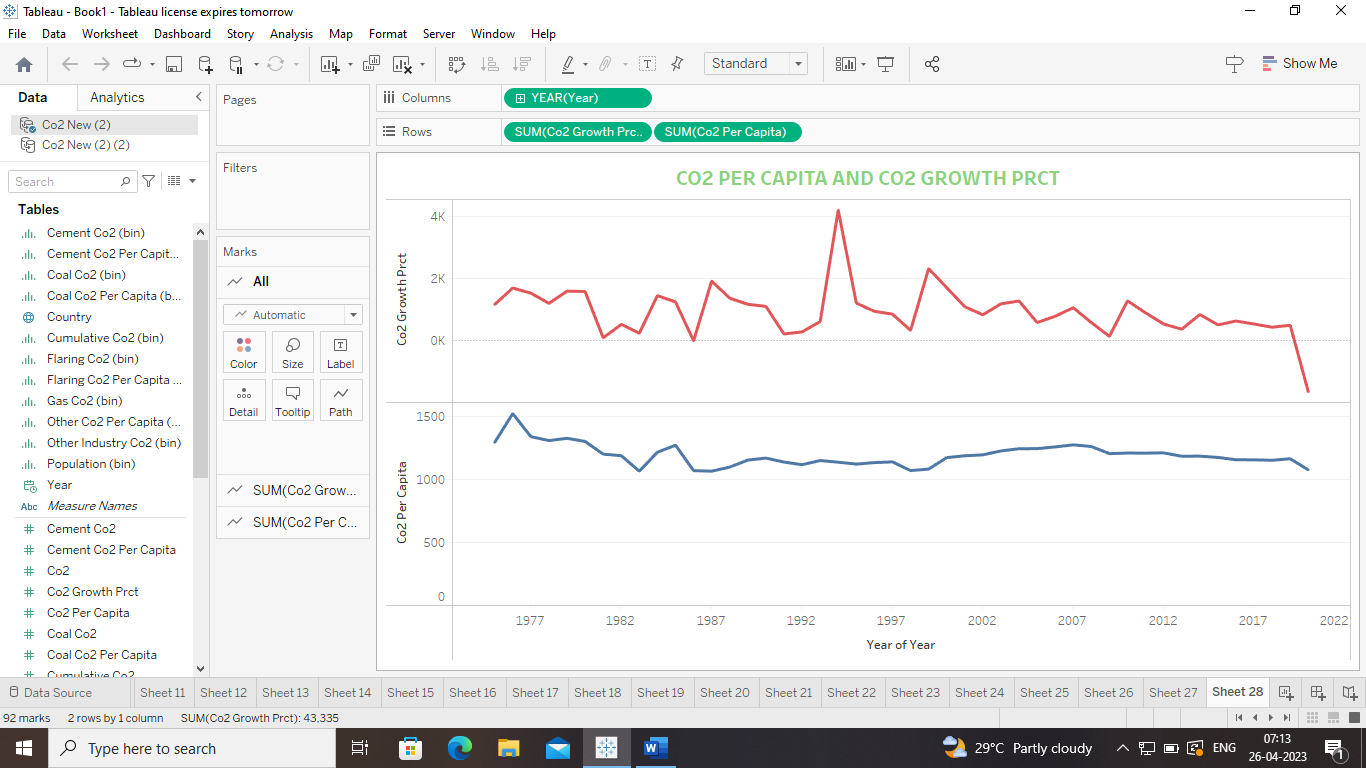 Tableau - Book1 - Tableau license expires tomorrow
File Data Worksheet Dashboard Story Analysis Map Format Server Window Help
Standard
Show Me
Data Analytics
Co2 New (2)
Co2 New (2) (2)
Search
Tables
Cement Co2 (bin)
Cement Co2 Per Capit...
Coal Co2 (bin)
Coal Co2 Per Capita (b...
Country
Cumulative Co2 (bin)
Flaring Co2 (bin)
Flaring Co2 Per Capita ...
Gas Co2 (bin)
Other Co2 Per Capita (...
Other Industry Co2 (bin)
Population (bin)
Year
Abc Measure Names
Cement Co2
Cement Co2 Per Capita
Co2
Co2 Growth Prct
Co2 Per Capita
Coal Co2
Coal Co2 Per Capita
Cumulative Co2
Pages
Filters
Marks
All
Automatic
Color Size Label
Detail Tooltip Path
SUM(Co2 Grow...
SUM(Co2 Per C...
Columns YEAR(Year)
Rows SUM(Co2 Growth Prc.. SUM(Co2 Per Capita)
CO2 PER CAPITA AND CO2 GROWTH PRCT
Co2 Growth Prct
4K
2K
0K
Co2 Per Capita
1500
1000
500
0
1977 1982 1987 1992 1997 2002 2007 2012 2017 2022
Year of Year
Data Source Sheet 11 Sheet 12 Sheet 13 Sheet 14 Sheet 15 Sheet 16 Sheet 17 Sheet 18 Sheet 19 Sheet 20 Sheet 21 Sheet 22 Sheet 23 Sheet 24 Sheet 25 Sheet 26 Sheet 27 Sheet 28
92 marks 2 rows by 1 column SUM(Co2 Growth Prct): 43,335
Type here to search
29°C Partly cloudy
ENG
07:13
26-04-2023
1